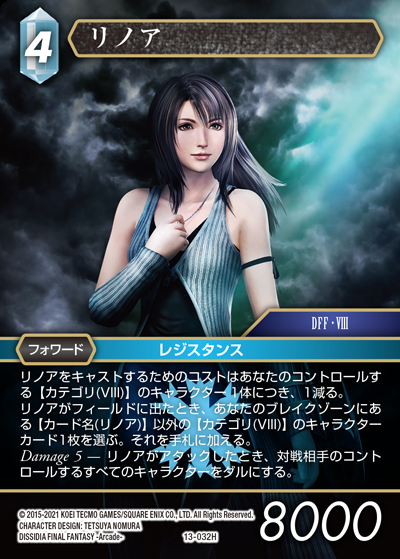 4
リノア
DFF・VIII
フォワード
レジスタンス
リノアをキャストするためのコストはあなたのコントロールす
る【カテゴリ(VIII)】のキャラクター1体につき、1減る。
リノアがフィールドに出たとき、あなたのブレイクゾーンにあ
る【カード名(リノア)】以外の【カテゴリ(VIII)】のキャラクター
カード1枚を選ぶ。それを手札に加える。
Damage 5 — リノアがアタックしたとき、対戦相手のコント
ロールするすべてのキャラクターをダルにする。
© 2015-2021 KOEI TECMO GAMES/SQUARE ENIX CO., LTD. All Rights Reserved.
CHARACTER DESIGN: TETSUYA NOMURA
DISSIDIA FINAL FANTASY -Arcade-
13-032H
8000